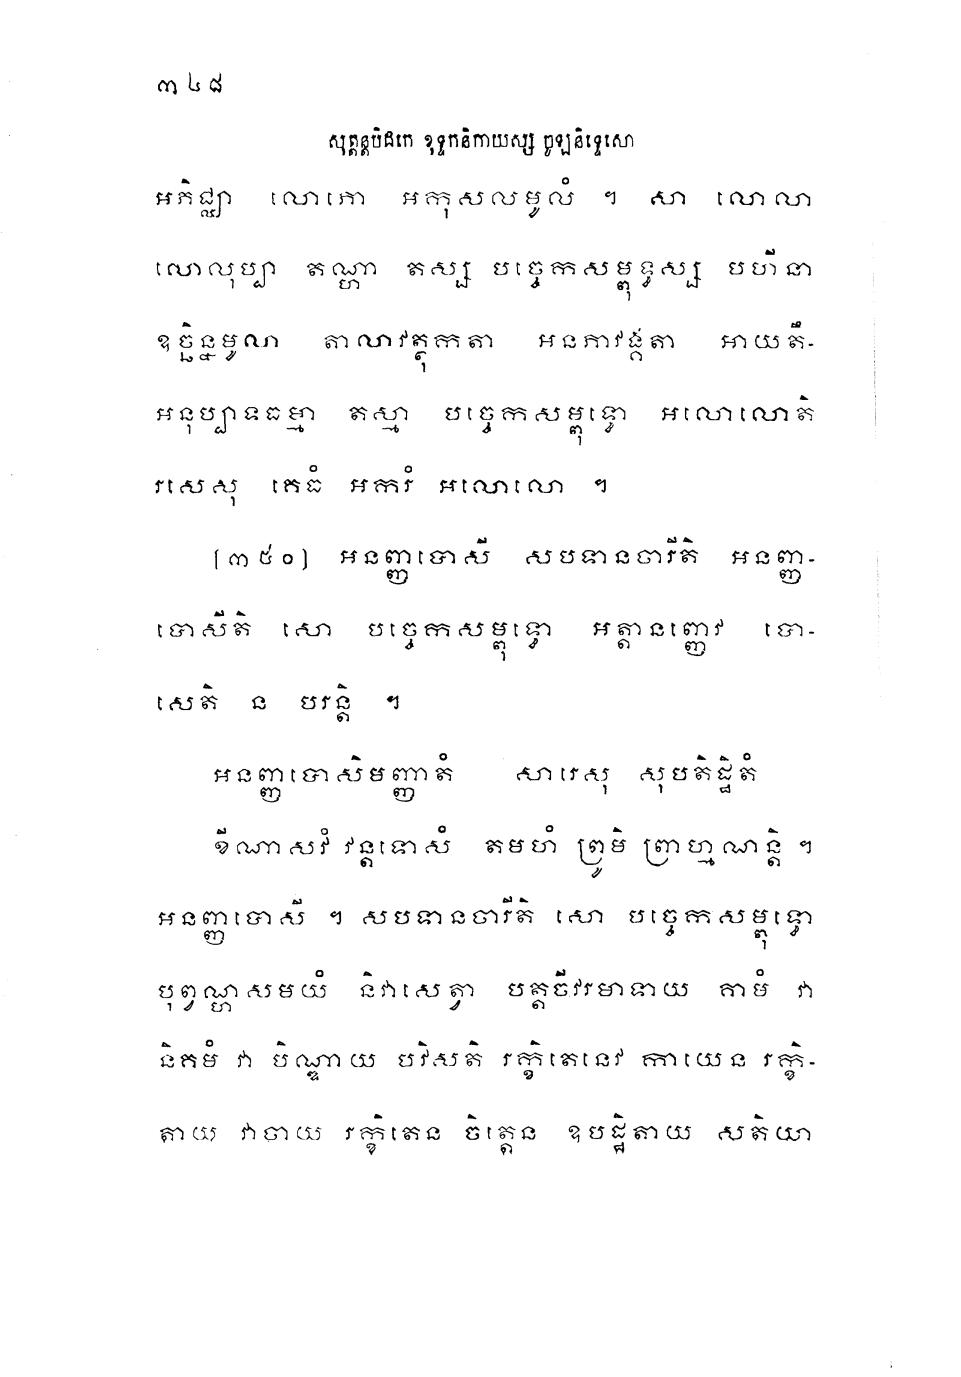 ៣៤៨
សុត្តន្តបិដកេ ខុទ្ទកនិកាយស្ស ចូឡនិទ្ទេសោ
អភិជ្ឈា លោភោ អកុសលមូលំ ។ សា លោលា
លោលុប្បា តណ្ហា តស្ស បច្ចេកសម្ពុទ្ធស្ស បហីនា
ឧច្ឆិន្នមូលា តាលាវត្ថុកតា អនភាវង្គតា អាយតឹ-
អនុប្បាទធម្មា តស្មា បច្ចេកសម្ពុទ្ធោ អលោលោតិ
រសេសុ គេធំ អករំ អលោលោ ។
[៣៥០] អនញ្ញបោសី សបទានចារីតិ អនញ្ញ-
បោសីតិ សោ បច្ចេកសម្ពុទ្ធោ អត្តានញ្ញេវ បោ-
សេតិ ន បរន្តិ ។
អនញ្ញបោសិមញ្ញាតំ សារេសុ សុបតិដ្ឋិតំ
ខីណាសវំ វន្តទោសំ តមហំ ព្រូមិ ព្រាហ្មណន្តិ ។
អនញ្ញបោសី ។ សបទានចារីតិ សោ បច្ចេកសម្ពុទ្ធោ
បុព្វណ្ហសមយំ និវាសេត្វា បត្តចីវរមាទាយ គាមំ វា
និគមំ វា បិណ្ឌាយ បវិសតិ រក្ខិតេនេវ កាយេន រក្ខិ-
តាយ វាចាយ រក្ខិតេន ចិត្តេន ឧបដ្ឋិតាយ សតិយា